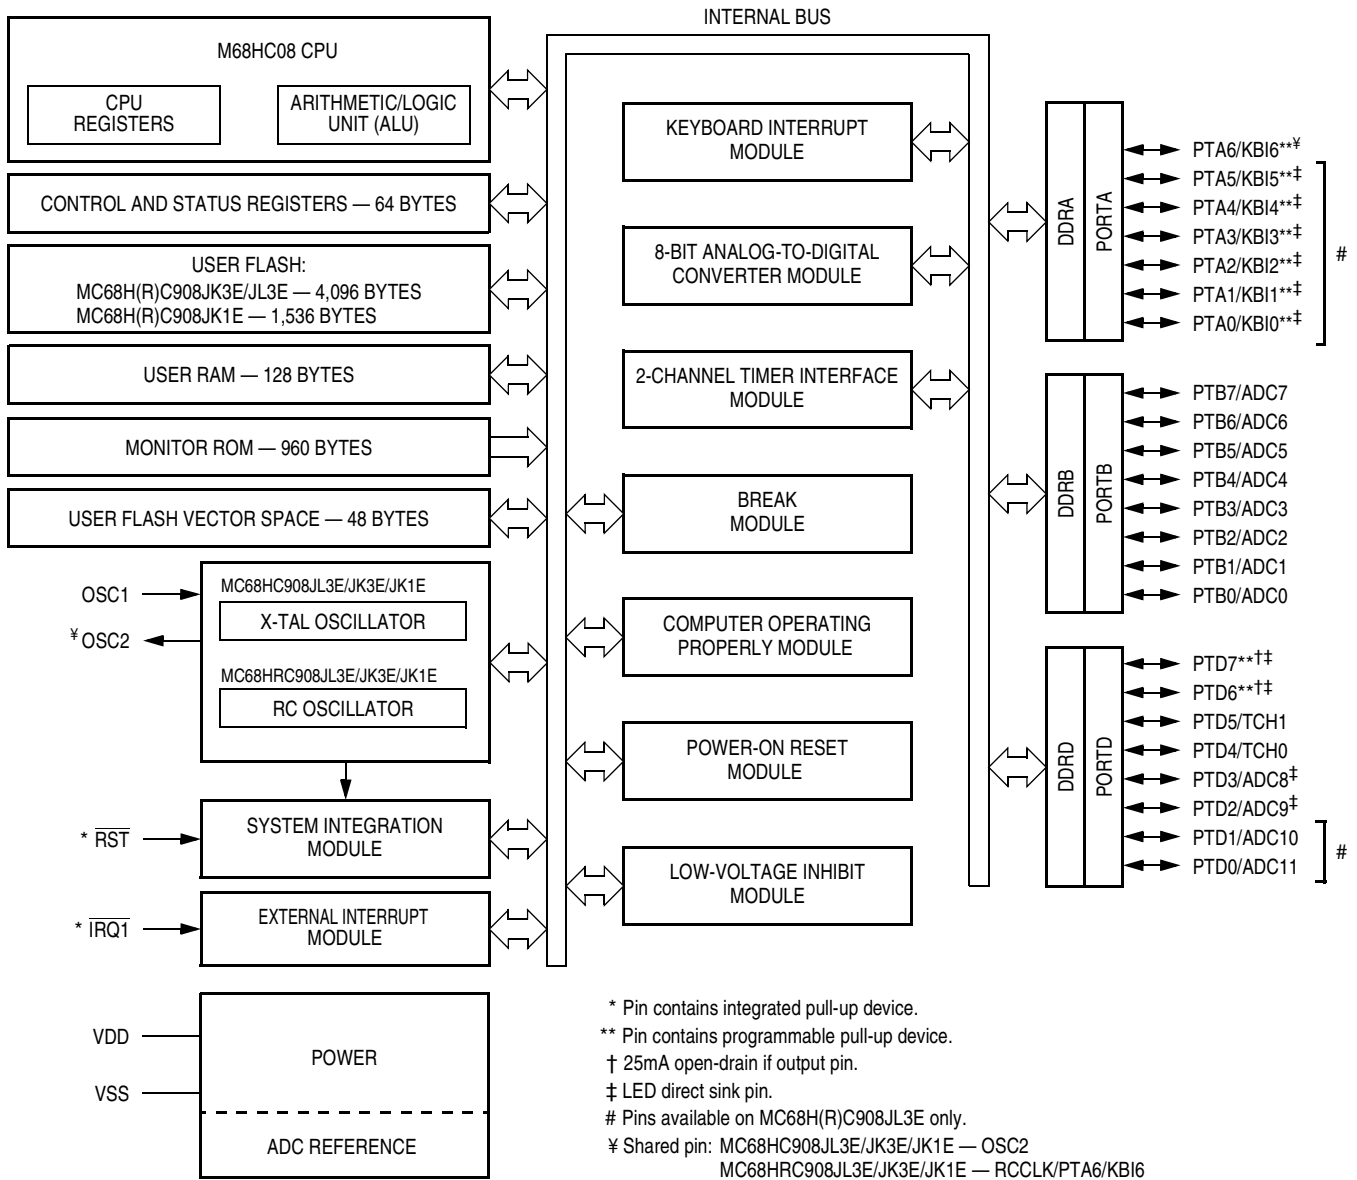 INTERNAL BUS
M68HC08 CPU
CPU
REGISTERS
ARITHMETIC/LOGIC
UNIT (ALU)
CONTROL AND STATUS REGISTERS — 64 BYTES
USER FLASH:
MC68H(R)C908JK3E/JL3E — 4,096 BYTES
MC68H(R)C908JK1E — 1,536 BYTES
USER RAM — 128 BYTES
MONITOR ROM — 960 BYTES
USER FLASH VECTOR SPACE — 48 BYTES
OSC1
¥ OSC2
MC68HC908JL3E/JK3E/JK1E
X-TAL OSCILLATOR
MC68HRC908JL3E/JK3E/JK1E
RC OSCILLATOR
* RST
SYSTEM INTEGRATION
MODULE
* IRQ1
EXTERNAL INTERRUPT
MODULE
VDD
VSS
POWER
ADC REFERENCE
KEYBOARD INTERRUPT
MODULE
8-BIT ANALOG-TO-DIGITAL
CONVERTER MODULE
2-CHANNEL TIMER INTERFACE
MODULE
BREAK
MODULE
COMPUTER OPERATING
PROPERLY MODULE
POWER-ON RESET
MODULE
LOW-VOLTAGE INHIBIT
MODULE
DDRA
PORTA
PTA6/KBI6**¥
PTA5/KBI5**‡
PTA4/KBI4**‡
PTA3/KBI3**‡
PTA2/KBI2**‡
PTA1/KBI1**‡
PTA0/KBI0**‡
#
DDRB
PORTB
PTB7/ADC7
PTB6/ADC6
PTB5/ADC5
PTB4/ADC4
PTB3/ADC3
PTB2/ADC2
PTB1/ADC1
PTB0/ADC0
DDRD
PORTD
PTD7**†‡
PTD6**†‡
PTD5/TCH1
PTD4/TCH0
PTD3/ADC8‡
PTD2/ADC9‡
PTD1/ADC10
PTD0/ADC11
#
* Pin contains integrated pull-up device.
** Pin contains programmable pull-up device.
† 25mA open-drain if output pin.
‡ LED direct sink pin.
# Pins available on MC68H(R)C908JL3E only.
¥ Shared pin: MC68HC908JL3E/JK3E/JK1E — OSC2
MC68HRC908JL3E/JK3E/JK1E — RCCLK/PTA6/KBI6